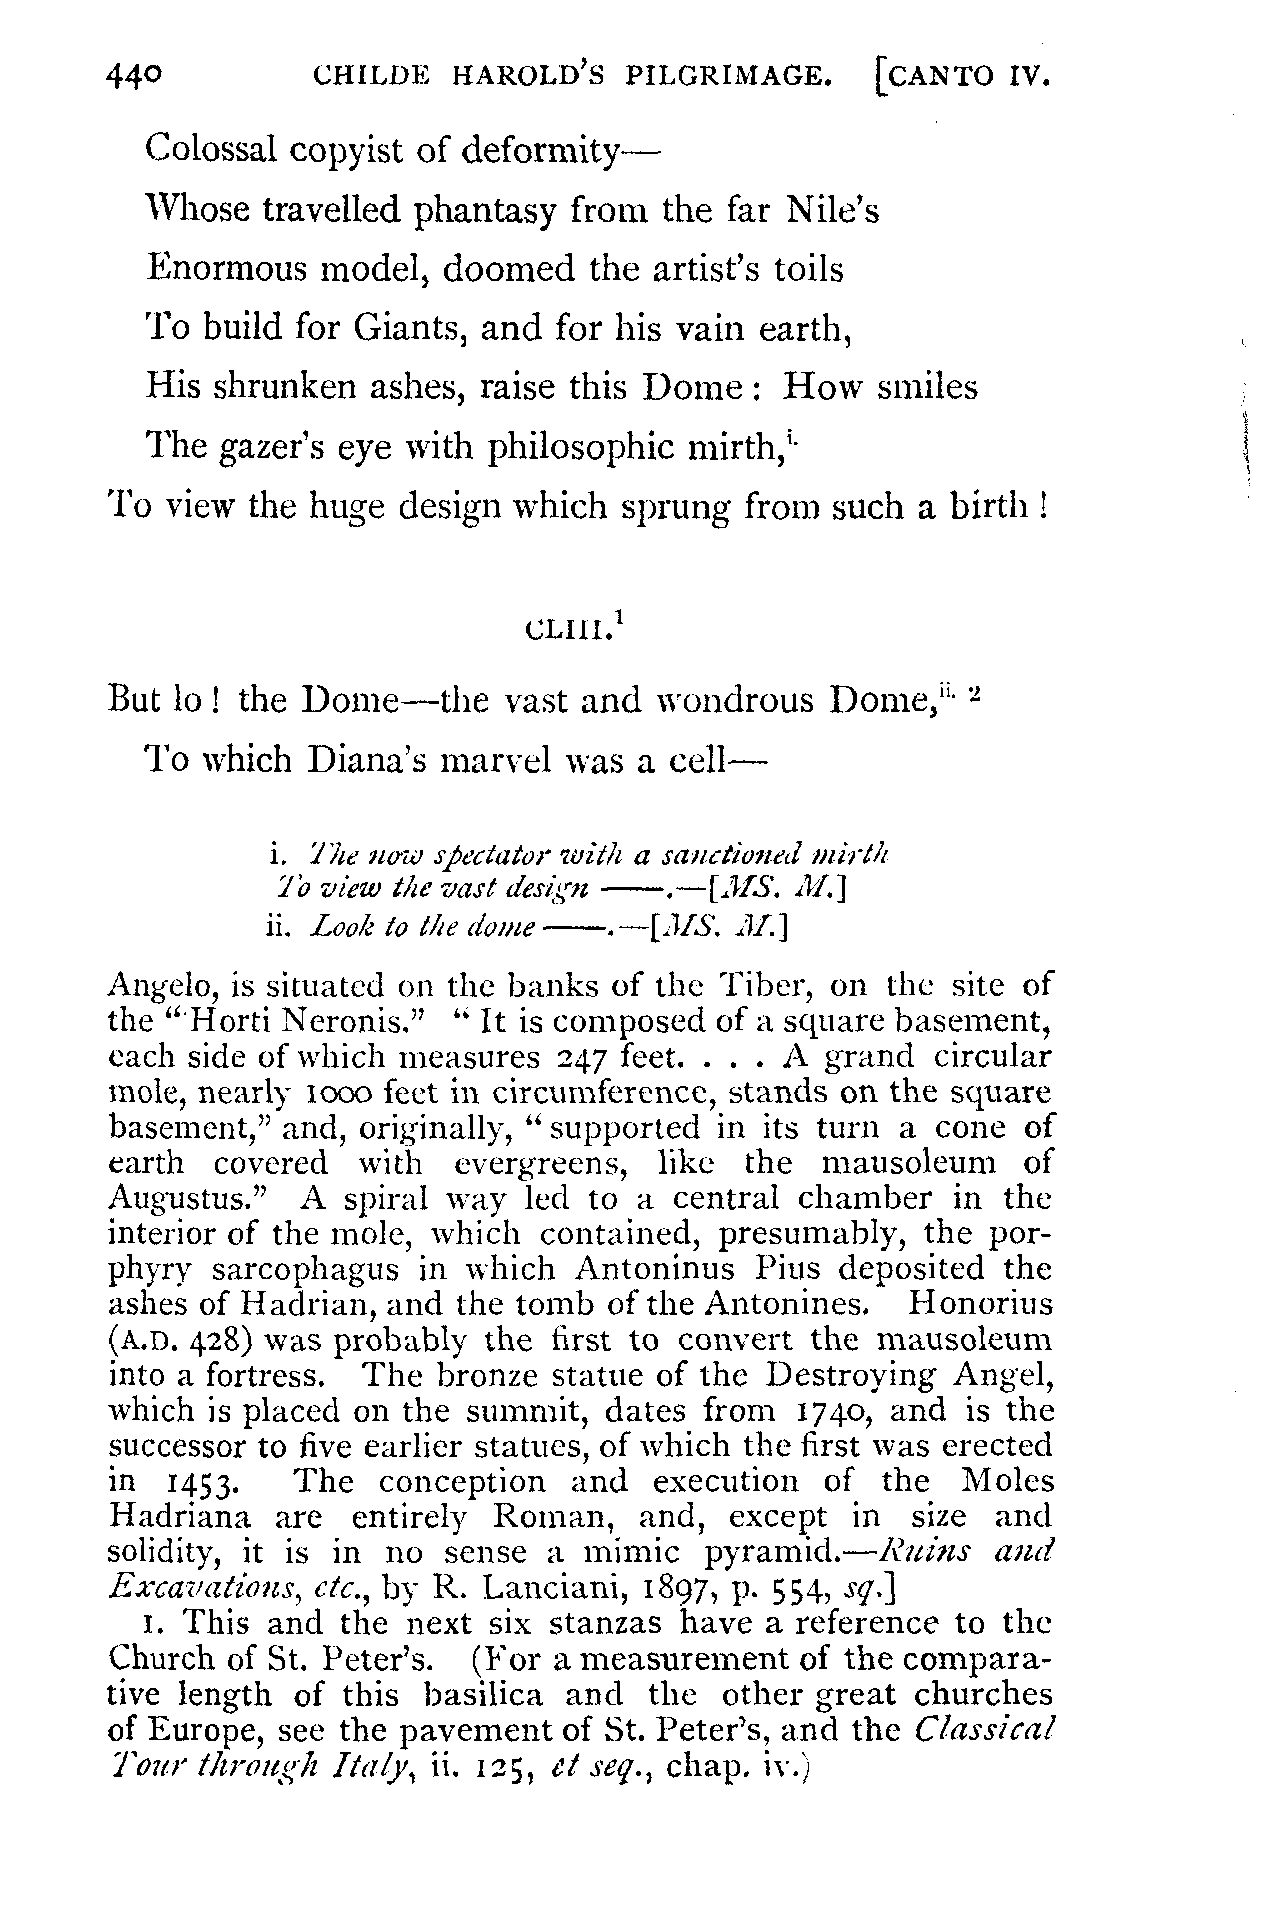 440 CHILDE HAROLD'S PILGRIMAGE. [CANTO IV.
Colossal copyist of deformity—
Whose travelled phantasy from the far Nile's
Enormous model, doomed the artist's toils
To build for Giants, and for his vain earth,
His shrunken ashes, raise this Dome: How smiles
The gazer's eye with philosophic mirth,i.
To view the huge design which sprung from such a birth!
CLIII.1
But lo! the Dome—the vast and wondrous Dome,ii. 2
To which Diana's marvel was a cell—
i. The now spectator with a sanctioned mirth
To view the vast design ——.—[MS. M.]
ii. Look to the dome ——.—[MS. M.]
Angelo, is situated on the banks of the Tiber, on the site of
the "Horti Neronis." "It is composed of a square basement,
each side of which measures 247 feet. . . . A grand circular
mole, nearly 1000 feet in circumference, stands on the square
basement," and, originally, "supported in its turn a cone of
earth covered with evergreens, like the mausoleum of
Augustus." A spiral way led to a central chamber in the
interior of the mole, which contained, presumably, the por-
phyry sarcophagus in which Antoninus Pius deposited the
ashes of Hadrian, and the tomb of the Antonines. Honorius
(A.D. 428) was probably the first to convert the mausoleum
into a fortress. The bronze statue of the Destroying Angel,
which is placed on the summit, dates from 1740, and is the
successor to five earlier statues, of which the first was erected
in 1453. The conception and execution of the Moles
Hadriana are entirely Roman, and, except in size and
solidity, it is in no sense a mimic pyramid.—Ruins and
Excavations, etc., by R. Lanciani, 1897, p. 554, sq.]
1. This and the next six stanzas have a reference to the
Church of St. Peter's. (For a measurement of the compara-
tive length of this basilica and the other great churches
of Europe, see the pavement of St. Peter's, and the Classical
Tour through Italy, ii. 125, et seq., chap. iv.)